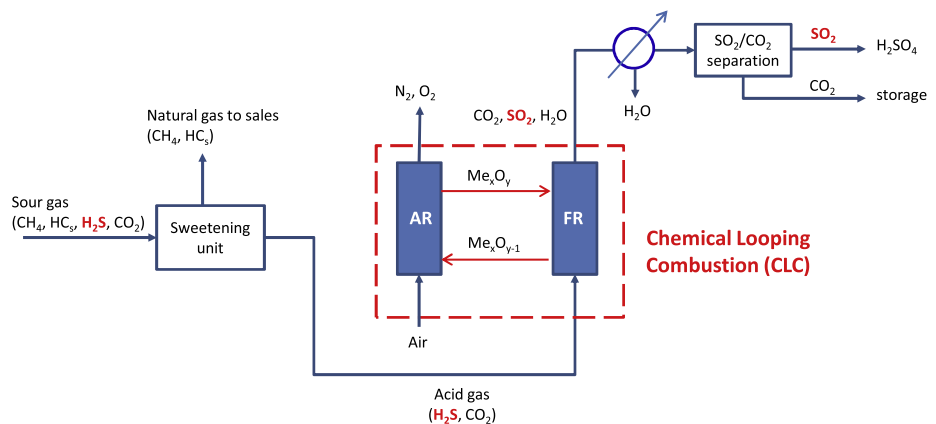 SO₂
SO₂/CO₂
separation
H₂SO₄
CO₂
storage
H₂O
N₂, O₂
CO₂, SO₂, H₂O
Natural gas to sales
(CH₄, HCₛ)
MeₓOᵧ
Sour gas
(CH₄, HCₛ, H₂S, CO₂)
Sweetening
unit
AR
FR
MeₓOᵧ₋₁
Chemical Looping
Combustion (CLC)
Air
Acid gas
(H₂S, CO₂)